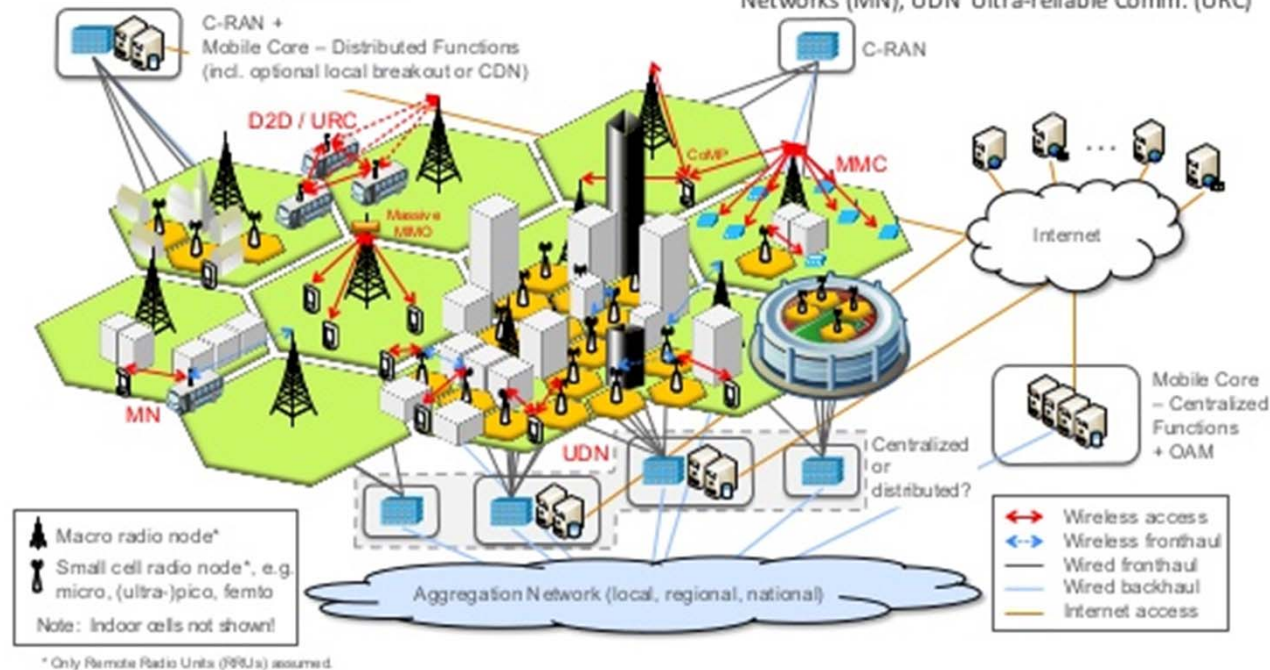 Networks (MN), UDN Ultra-reliable Comm. (URC)
C-RAN +
Mobile Core – Distributed Functions
(incl. optional local breakout or CDN)
C-RAN
D2D / URC
CoMP
MMC
Massive
MIMO
Internet
MN
UDN
Mobile Core
– Centralized
Functions
+ OAM
Centralized
or
distributed?
Macro radio node*
Small cell radio node*, e.g.
micro, (ultra-)pico, femto
Note: Indoor cells not shown!
Aggregation Network (local, regional, national)
Wireless access
Wireless fronthaul
Wired fronthaul
Wired backhaul
Internet access
* Only Remote Radio Units (RRUs) assumed.